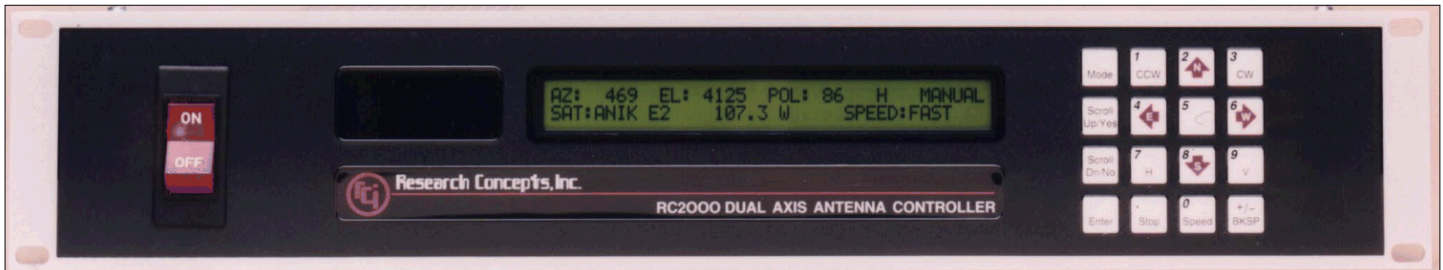 ON
OFF
AZ: 469 EL: 4125 POL: 86 H MANUAL
SAT:ANIK E2 107.3 W SPEED:FAST
rci
Research Concepts, Inc.
RC2000 DUAL AXIS ANTENNA CONTROLLER
Mode
1 CCW
2 N
3 CW
Scroll Up/Yes
4 E
5
6 W
Scroll Dn/No
7 H
8 S
9 V
Enter
. Stop
0 Speed
+/- BKSP